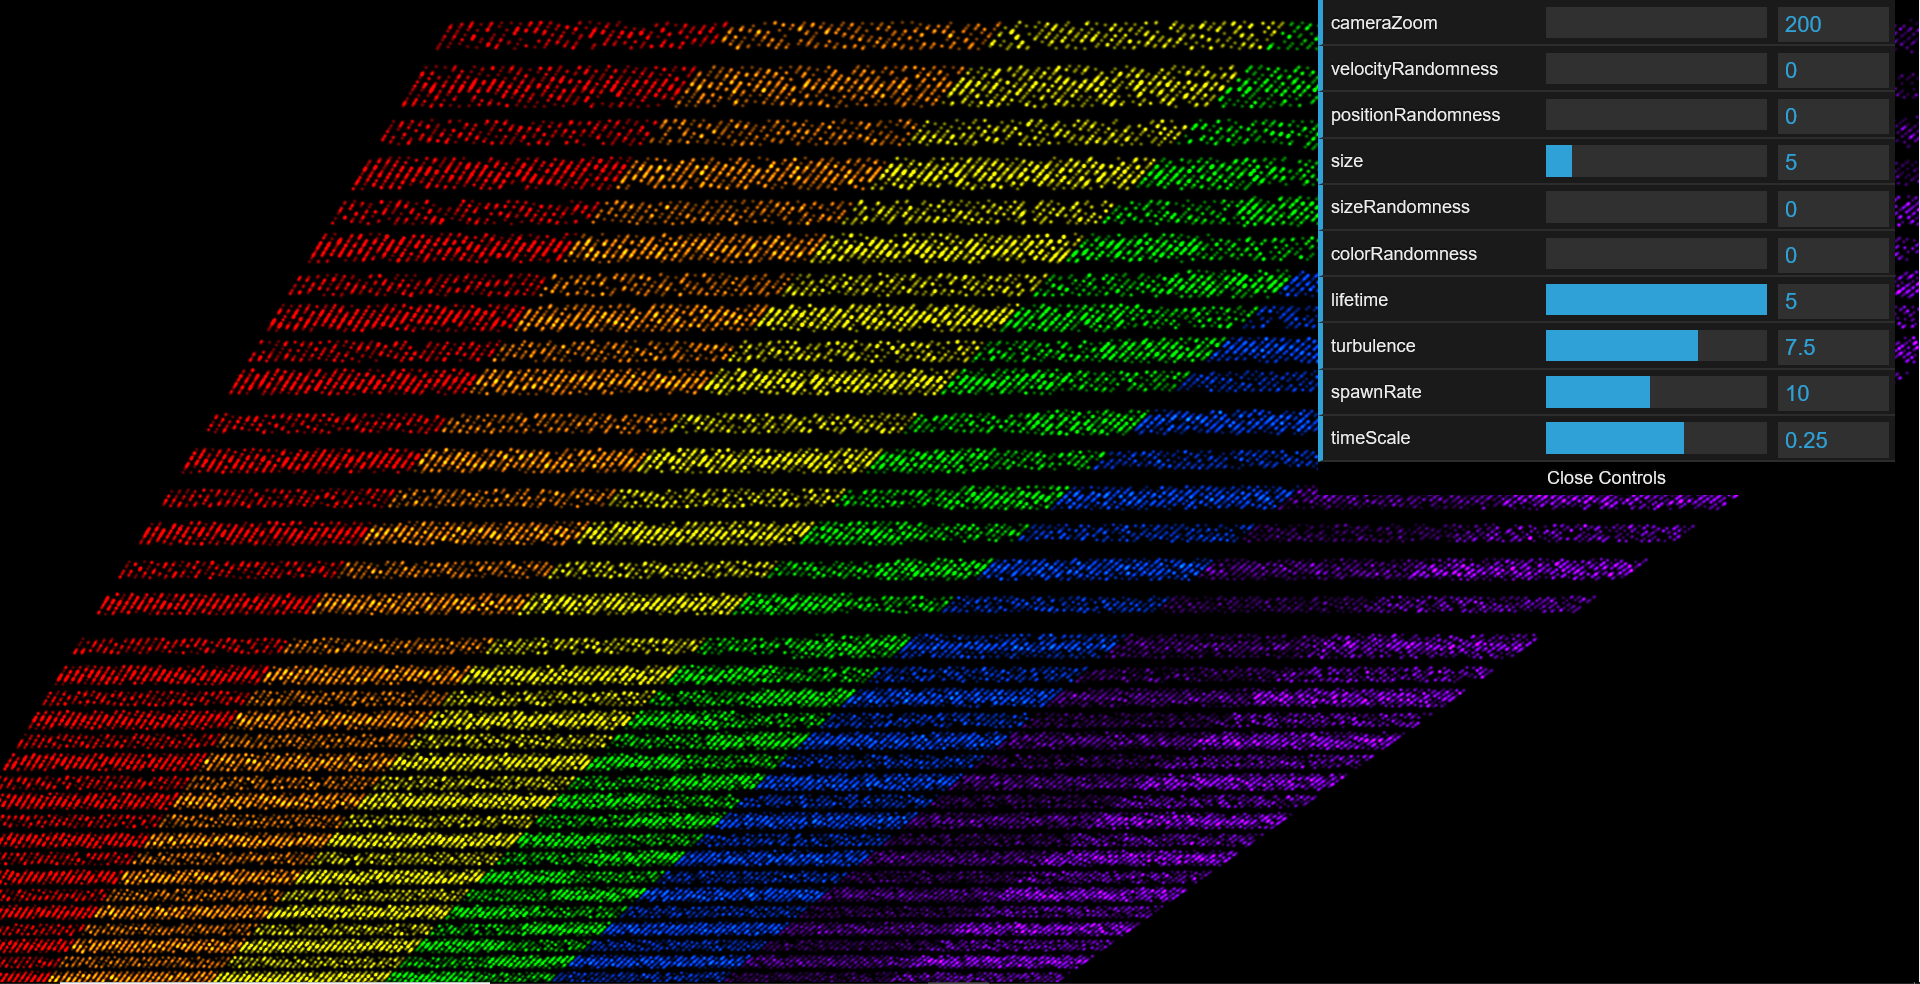 cameraZoom 200
velocityRandomness 0
positionRandomness 0
size 5
sizeRandomness 0
colorRandomness 0
lifetime 5
turbulence 7.5
spawnRate 10
timeScale 0.25
Close Controls